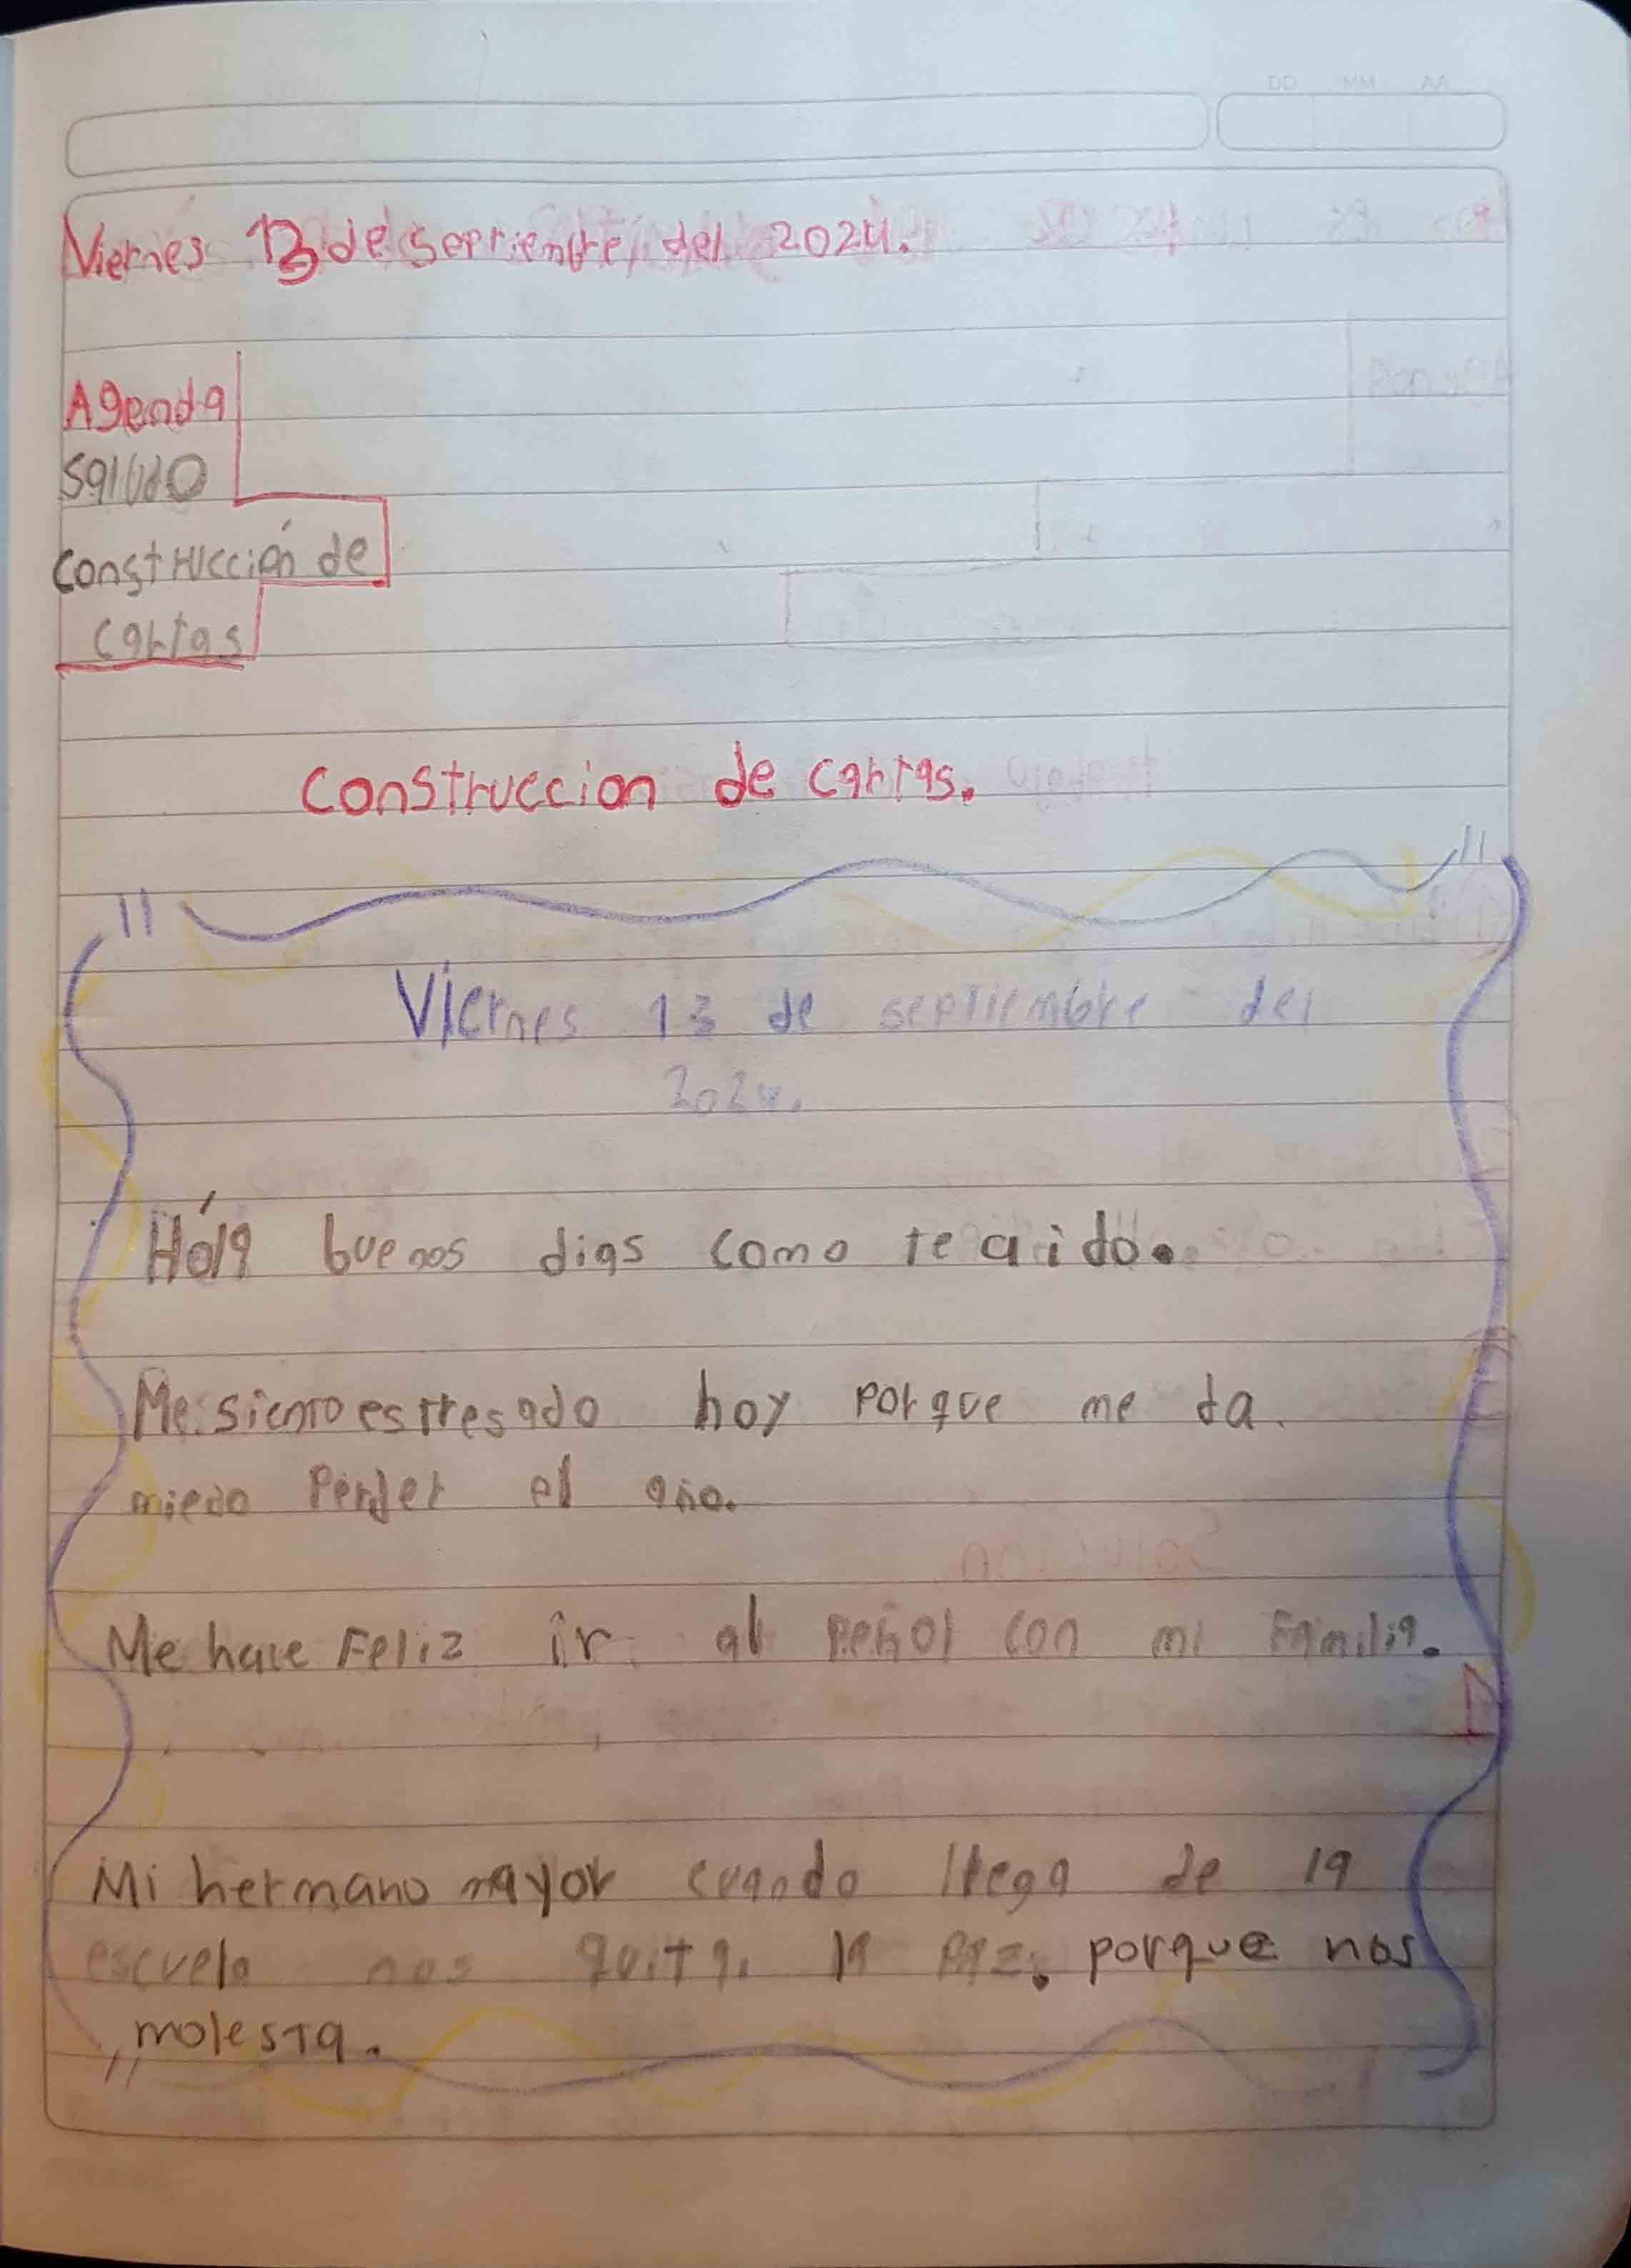 DD MM AA
Viernes 13 de septiembre, del 2024.
Agenda
Saludo
Construcción de
cartas
Construccion de cartas.
Viernes 13 de septiembre del
2024.
Hóla buenos dias como te a ido.
Me siento estresado hoy porque me da
miedo Perder el año.
Me hace Feliz ir al peñol con mi Familia.
Mi hermano mayor cuando llega de la
escuela nos quita. la paz. porque nos
molesta.